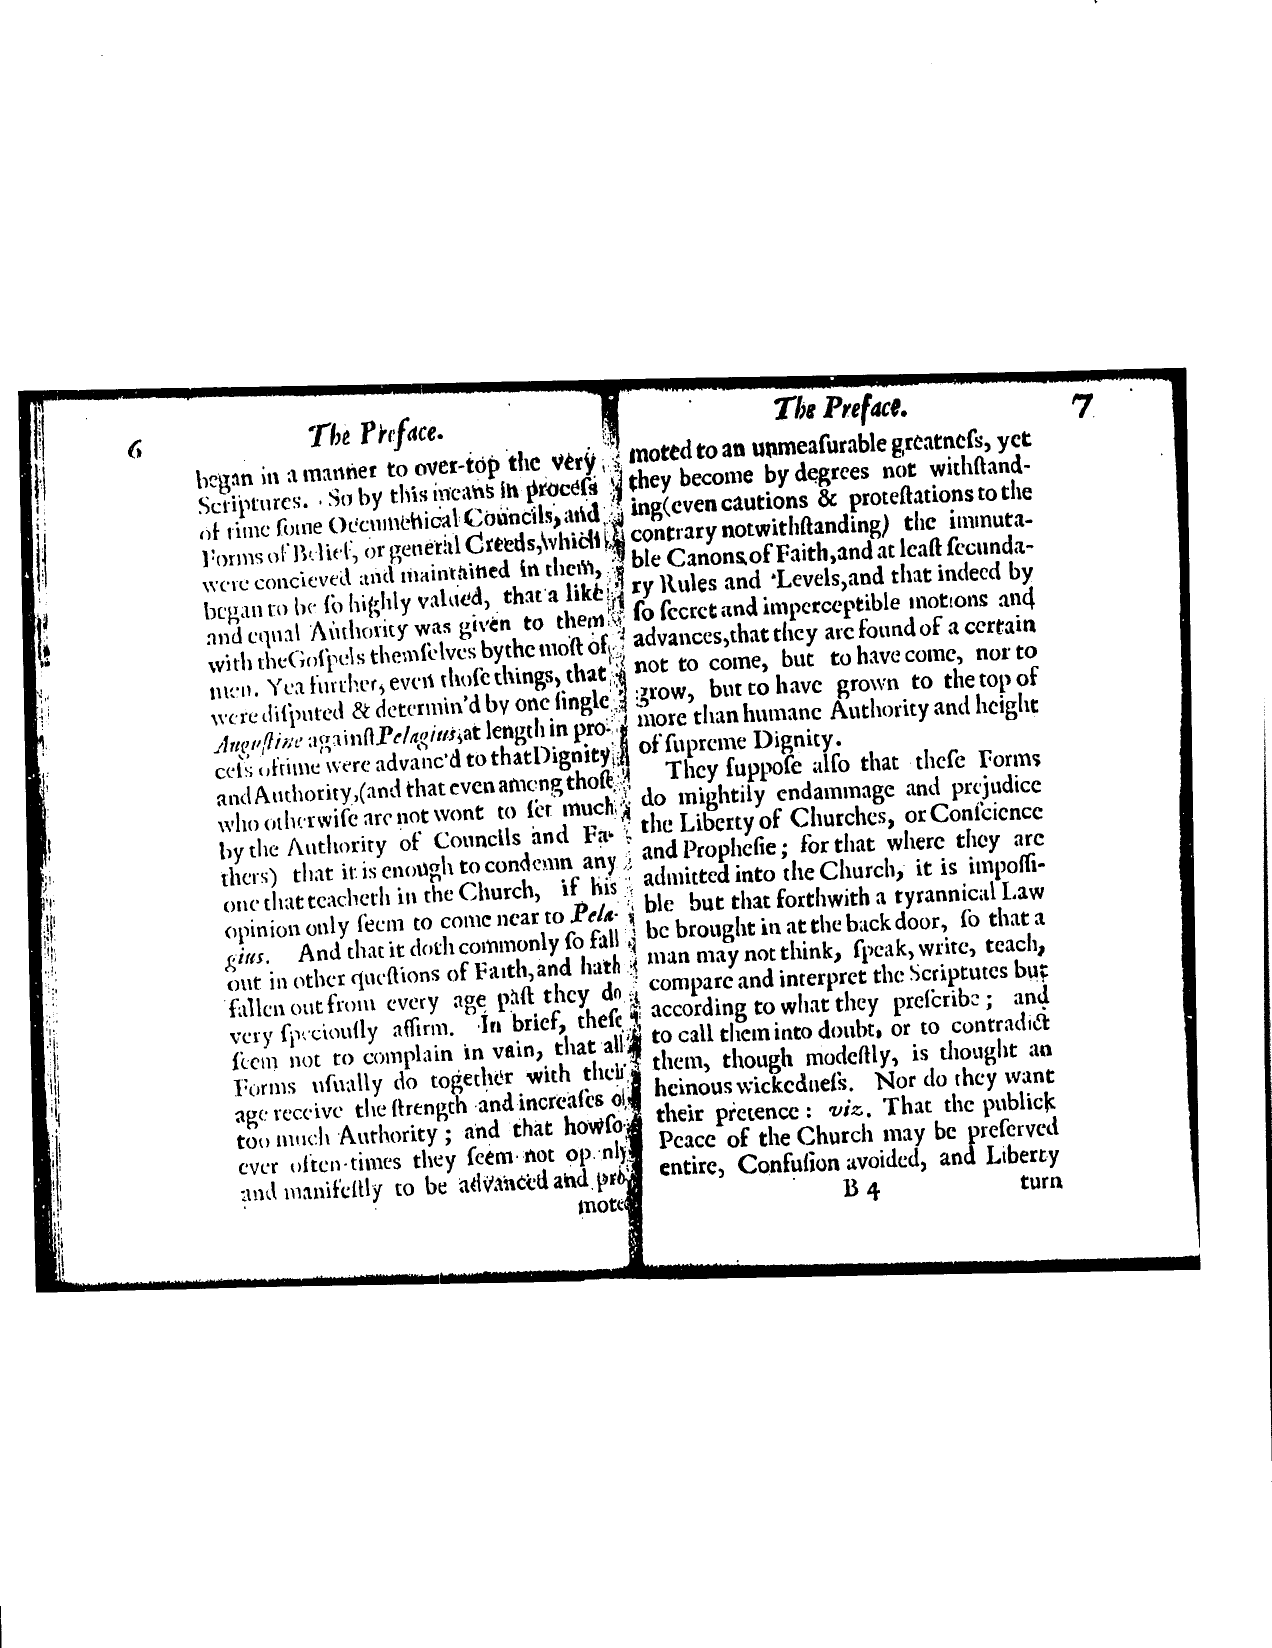 6
The Preface.
began in a manner to over-top the very
Scriptures. So by this means in proceſs
of time ſome Oecumenical Councils, and
Forms of Belief, or general Creeds, which
were concieved and maintained in them,
began to be ſo highly valued, that a like
and equal Authority was given to them
with the Goſpels themſelves by the moſt of
men. Yea further, even thoſe things, that
were diſputed & determin'd by one ſingle
Auguſtine againſt Pelagius, at length in pro-
ceſs of time were advanc'd to that Dignity
and Authority, (and that even among thoſe
who otherwiſe are not wont to ſet much
by the Authority of Councils and Fa-
thers) that it is enough to condemn any
one that teacheth in the Church, if his
opinion only ſeem to come near to Pela-
gius. And that it doth commonly ſo fall
out in other queſtions of Faith, and hath
fallen out from every age paſt they do
very ſpeciouſly affirm. In brief, theſe
ſeem not to complain in vain, that all
Forms uſually do together with their
age receive the ſtrength and increaſes of
too much Authority; and that howſo-
ever often-times they ſeem not openly
and manifeſtly to be advanced and pro-
moted
The Preface.
7
moted to an unmeaſurable greatneſs, yet
they become by degrees not withſtand-
ing (even cautions & proteſtations to the
contrary notwithſtanding) the immuta-
ble Canons of Faith, and at leaſt ſecunda-
ry Rules and Levels, and that indeed by
ſo ſecret and imperceptible motions and
advances, that they are found of a certain
not to come, but to have come, nor to
grow, but to have grown to the top of
more than humane Authority and height
of ſupreme Dignity.
They ſuppoſe alſo that theſe Forms
do mightily endammage and prejudice
the Liberty of Churches, or Conſcience
and Propheſie; for that where they are
admitted into the Church, it is impoſſi-
ble but that forthwith a tyrannical Law
be brought in at the back door, ſo that a
man may not think, ſpeak, write, teach,
compare and interpret the Scriptutes but
according to what they preſcribe; and
to call them into doubt, or to contradict
them, though modeſtly, is thought an
heinous wickedneſs. Nor do they want
their pretence: viz. That the publick
Peace of the Church may be preſerved
entire, Confuſion avoided, and Liberty
B 4
turn